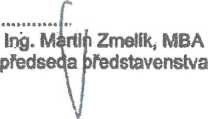 Ing. Martin Zmelík, MBA
předseda představenstva